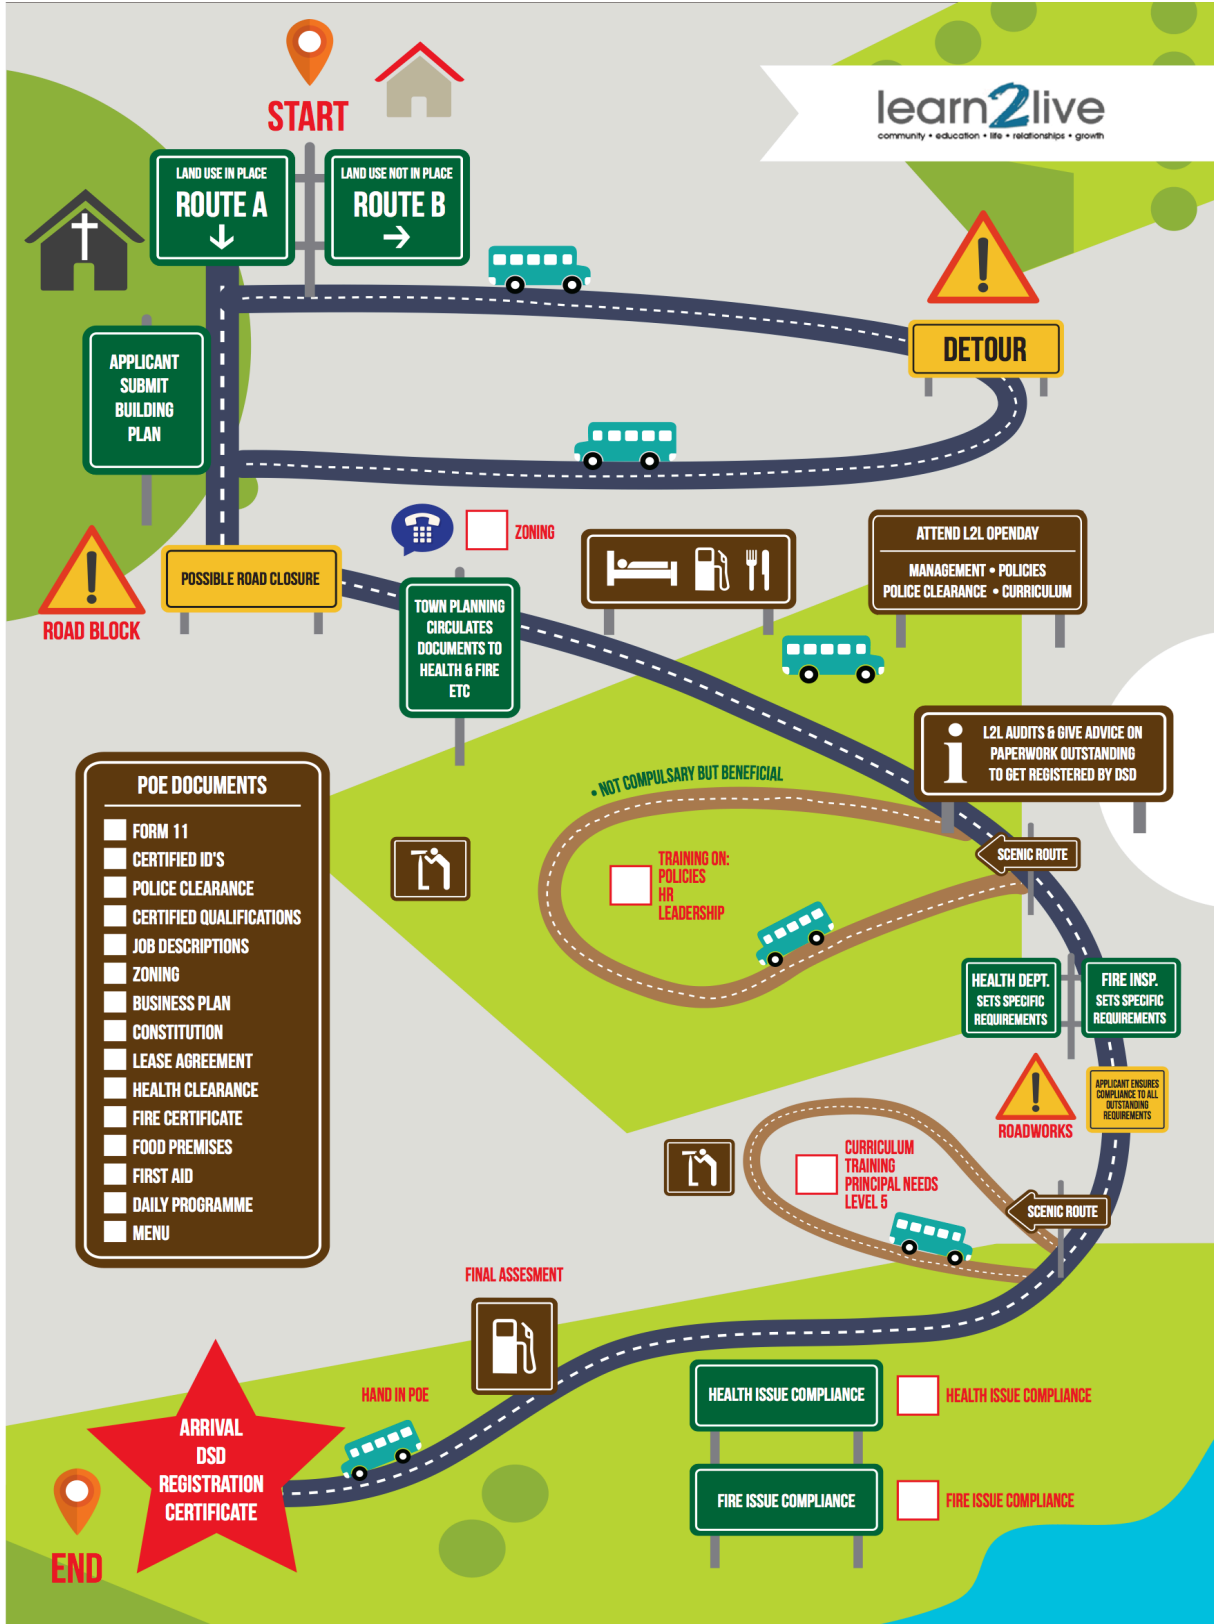 START
learn2live
community • education • life • relationships • growth
LAND USE IN PLACE
ROUTE A
LAND USE NOT IN PLACE
ROUTE B
DETOUR
APPLICANT
SUBMIT
BUILDING
PLAN
ZONING
ATTEND L2L OPENDAY
MANAGEMENT • POLICIES
POLICE CLEARANCE • CURRICULUM
POSSIBLE ROAD CLOSURE
ROAD BLOCK
TOWN PLANNING
CIRCULATES
DOCUMENTS TO
HEALTH & FIRE
ETC
L2L AUDITS & GIVE ADVICE ON
PAPERWORK OUTSTANDING
TO GET REGISTERED BY DSD
• NOT COMPULSARY BUT BENEFICIAL
SCENIC ROUTE
TRAINING ON:
POLICIES
HR
LEADERSHIP
POE DOCUMENTS
FORM 11
CERTIFIED ID'S
POLICE CLEARANCE
CERTIFIED QUALIFICATIONS
JOB DESCRIPTIONS
ZONING
BUSINESS PLAN
CONSTITUTION
LEASE AGREEMENT
HEALTH CLEARANCE
FIRE CERTIFICATE
FOOD PREMISES
FIRST AID
DAILY PROGRAMME
MENU
HEALTH DEPT.
SETS SPECIFIC
REQUIREMENTS
FIRE INSP.
SETS SPECIFIC
REQUIREMENTS
ROADWORKS
APPLICANT ENSURES
COMPLIANCE TO ALL
OUTSTANDING
REQUIREMENTS
CURRICULUM
TRAINING
PRINCIPAL NEEDS
LEVEL 5
SCENIC ROUTE
FINAL ASSESMENT
HAND IN POE
HEALTH ISSUE COMPLIANCE
HEALTH ISSUE COMPLIANCE
FIRE ISSUE COMPLIANCE
FIRE ISSUE COMPLIANCE
ARRIVAL
DSD
REGISTRATION
CERTIFICATE
END